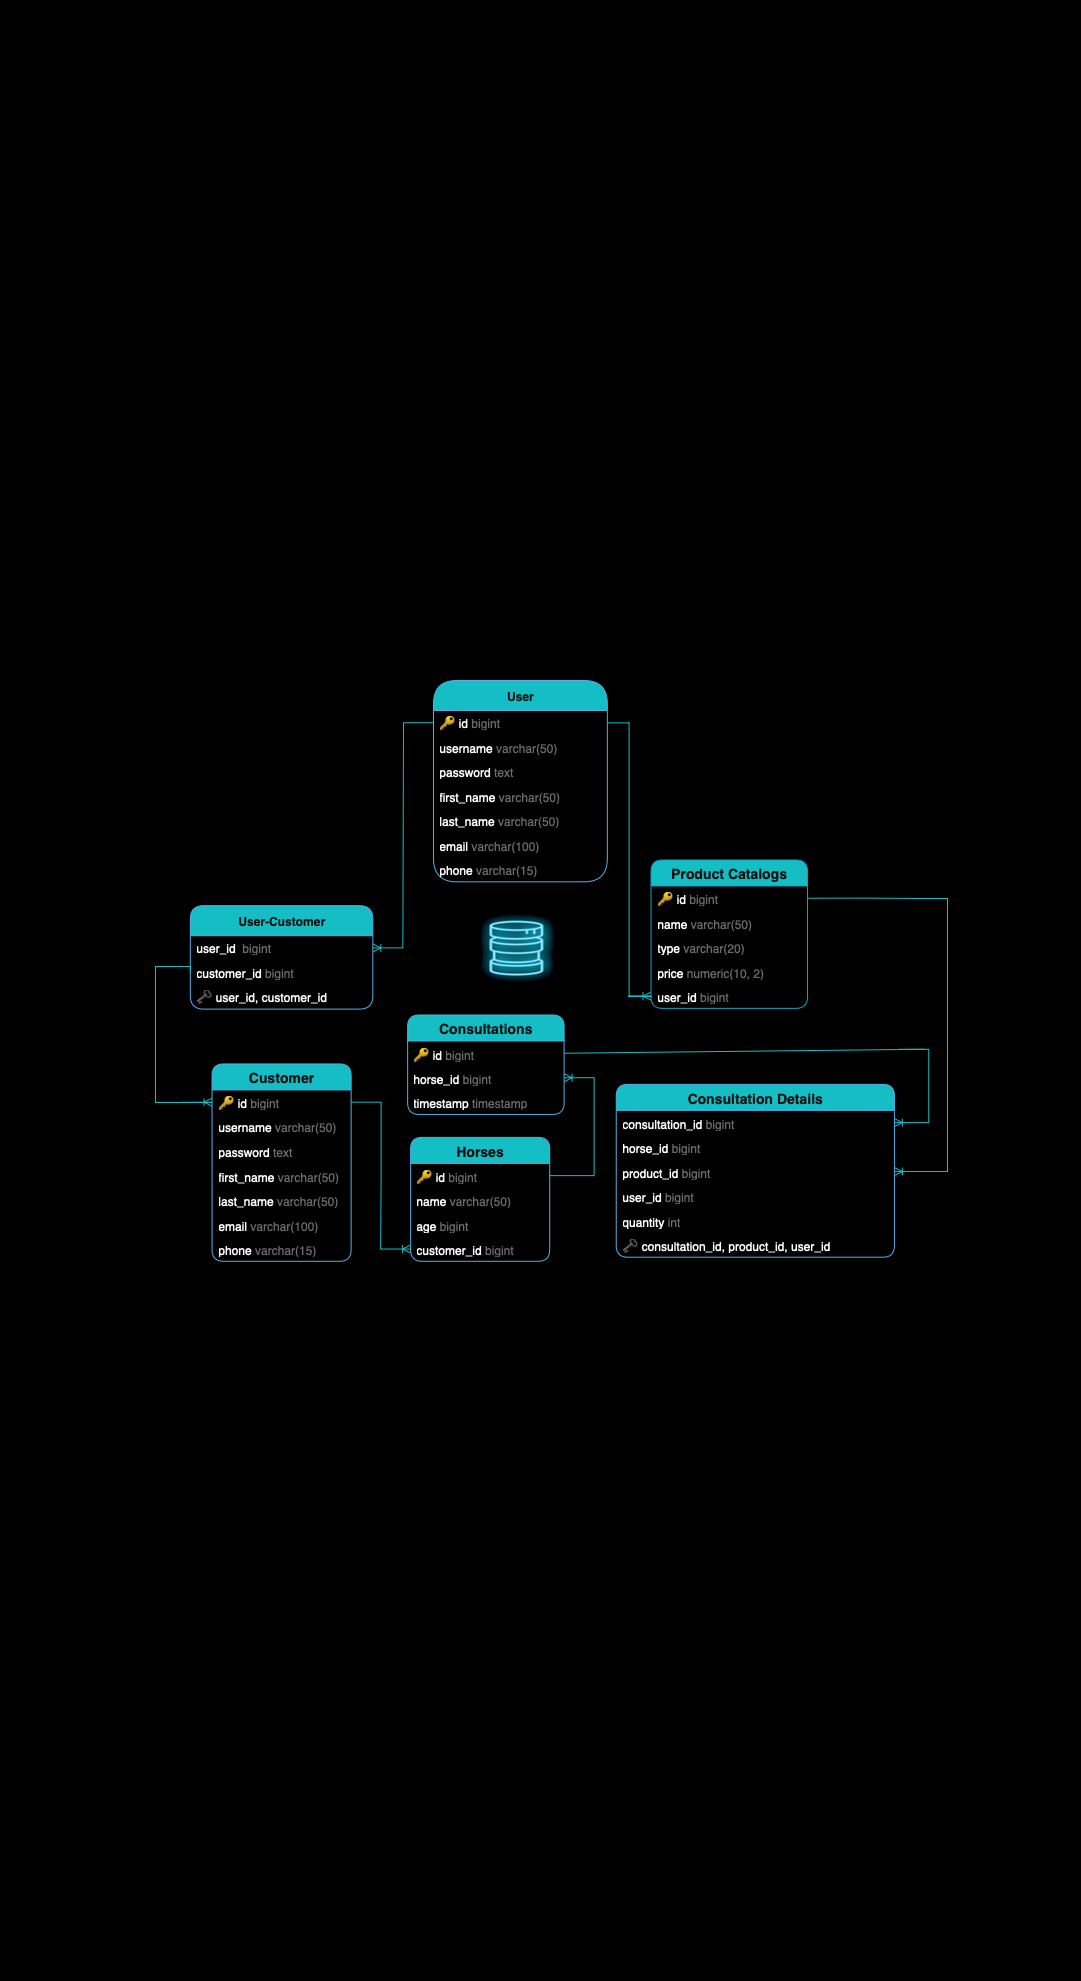 User
id bigint
username varchar(50)
password text
first_name varchar(50)
last_name varchar(50)
email varchar(100)
phone varchar(15)
Product Catalogs
id bigint
name varchar(50)
type varchar(20)
price numeric(10, 2)
user_id bigint
User-Customer
user_id bigint
customer_id bigint
user_id, customer_id
Consultations
id bigint
horse_id bigint
timestamp timestamp
Customer
id bigint
username varchar(50)
password text
first_name varchar(50)
last_name varchar(50)
email varchar(100)
phone varchar(15)
Horses
id bigint
name varchar(50)
age bigint
customer_id bigint
Consultation Details
consultation_id bigint
horse_id bigint
product_id bigint
user_id bigint
quantity int
consultation_id, product_id, user_id